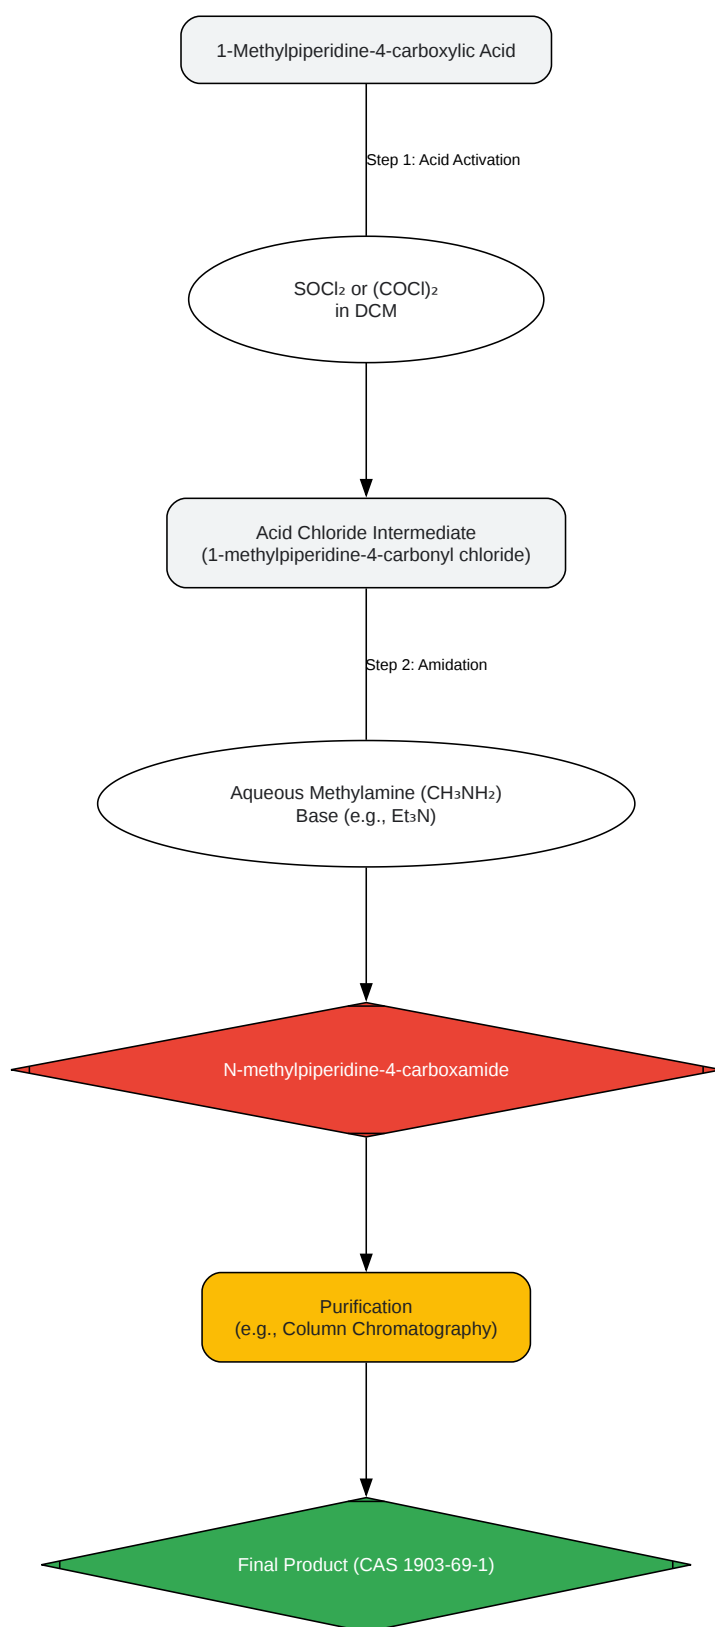 1-Methylpiperidine-4-carboxylic Acid
Step 1: Acid Activation
SOCl₂ or (COCl)₂
in DCM
Acid Chloride Intermediate
(1-methylpiperidine-4-carbonyl chloride)
Step 2: Amidation
Aqueous Methylamine (CH₃NH₂)
Base (e.g., Et₃N)
N-methylpiperidine-4-carboxamide
Purification
(e.g., Column Chromatography)
Final Product (CAS 1903-69-1)